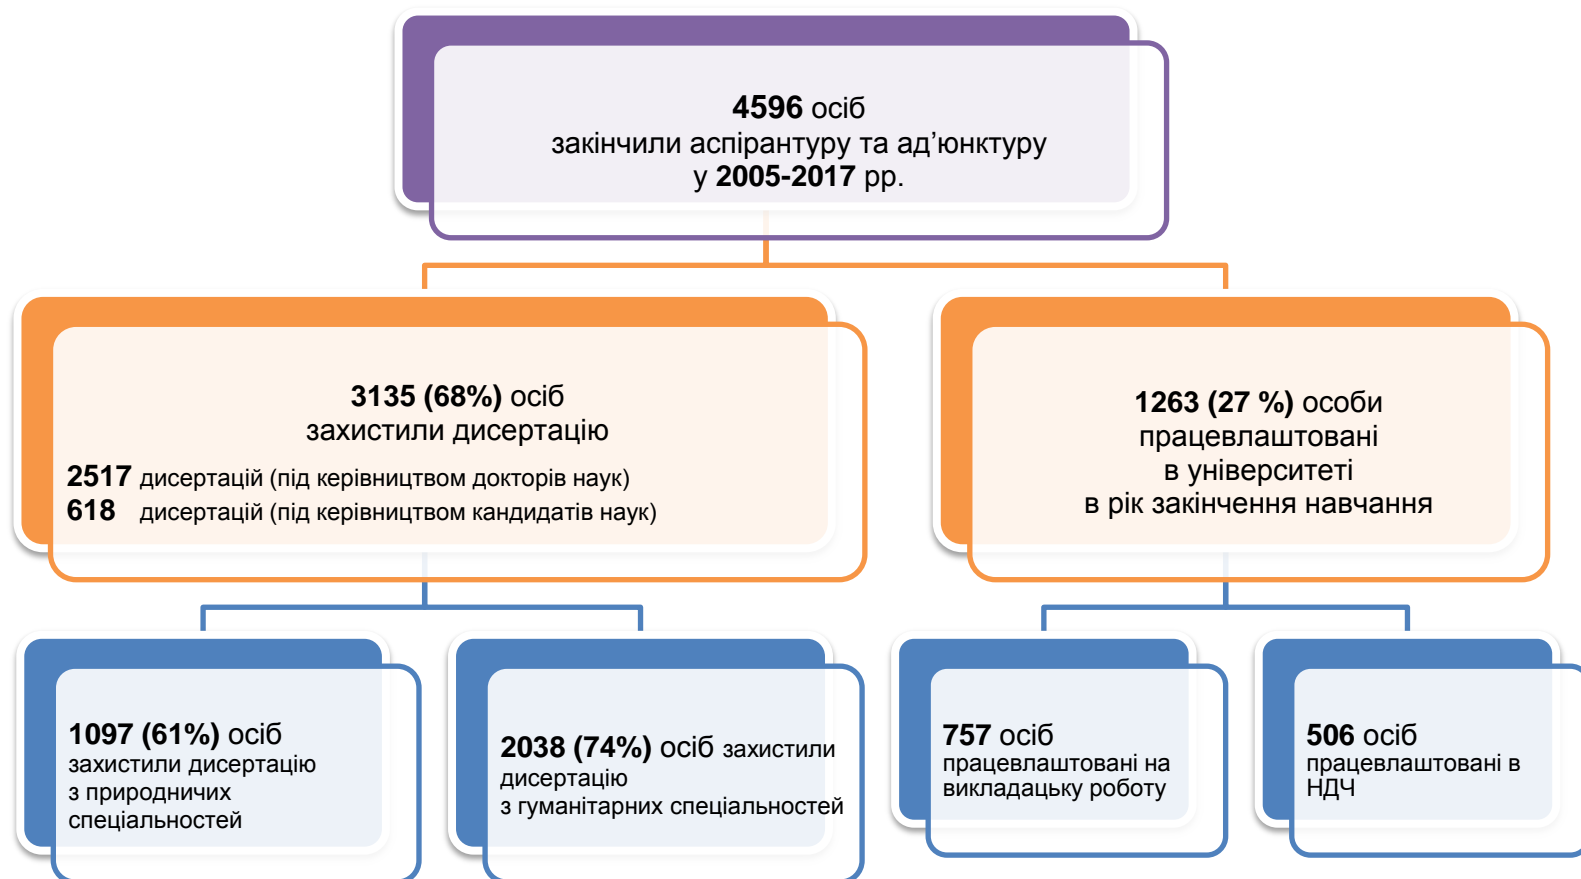 4596 осіб
закінчили аспірантуру та ад’юнктуру
у 2005-2017 рр.
3135 (68%) осіб
захистили дисертацію
2517 дисертацій (під керівництвом докторів наук)
618 дисертацій (під керівництвом кандидатів наук)
1263 (27 %) особи
працевлаштовані
в університеті
в рік закінчення навчання
1097 (61%) осіб
захистили дисертацію
з природничих
спеціальностей
2038 (74%) осіб захистили
дисертацію
з гуманітарних спеціальностей
757 осіб
працевлаштовані на
викладацьку роботу
506 осіб
працевлаштовані в
НДЧ